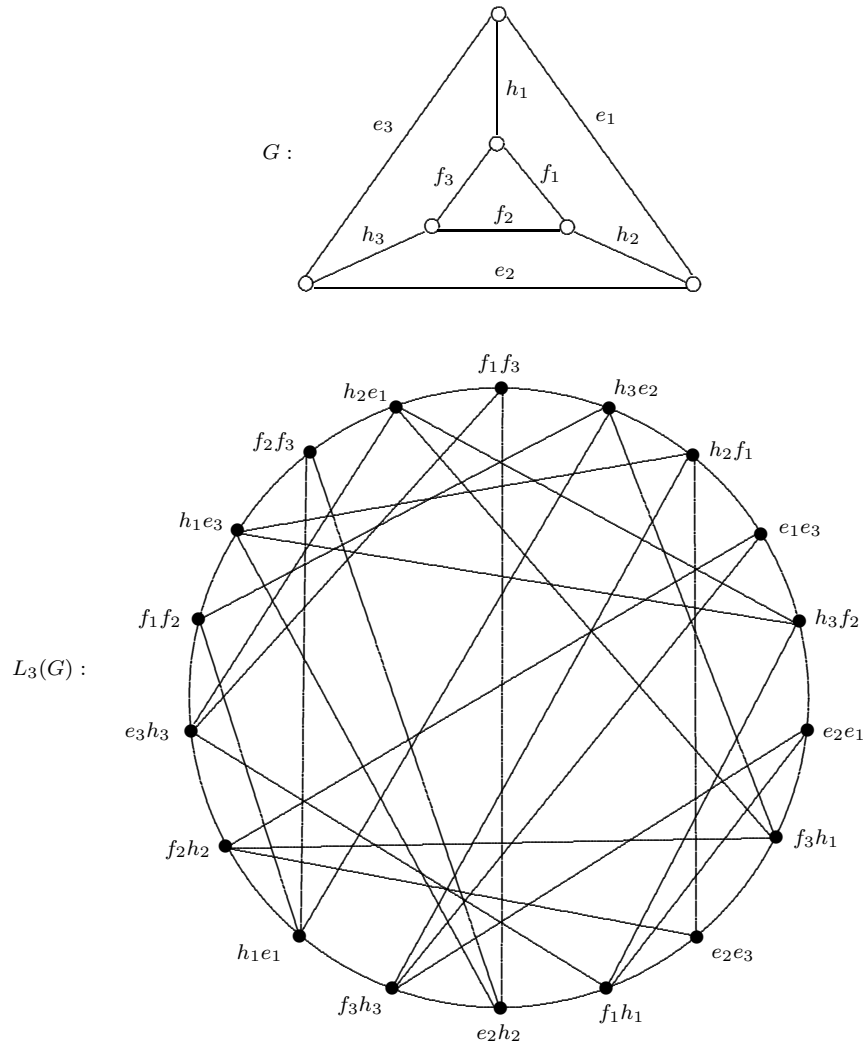 h₁
e₃
e₁
G :
f₃
f₁
f₂
h₃
h₂
e₂
f₁f₃
h₂e₁
h₃e₂
f₂f₃
h₂f₁
h₁e₃
e₁e₃
f₁f₂
h₃f₂
L₃(G) :
e₃h₃
e₂e₁
f₂h₂
f₃h₁
h₁e₁
e₂e₃
f₃h₃
f₁h₁
e₂h₂